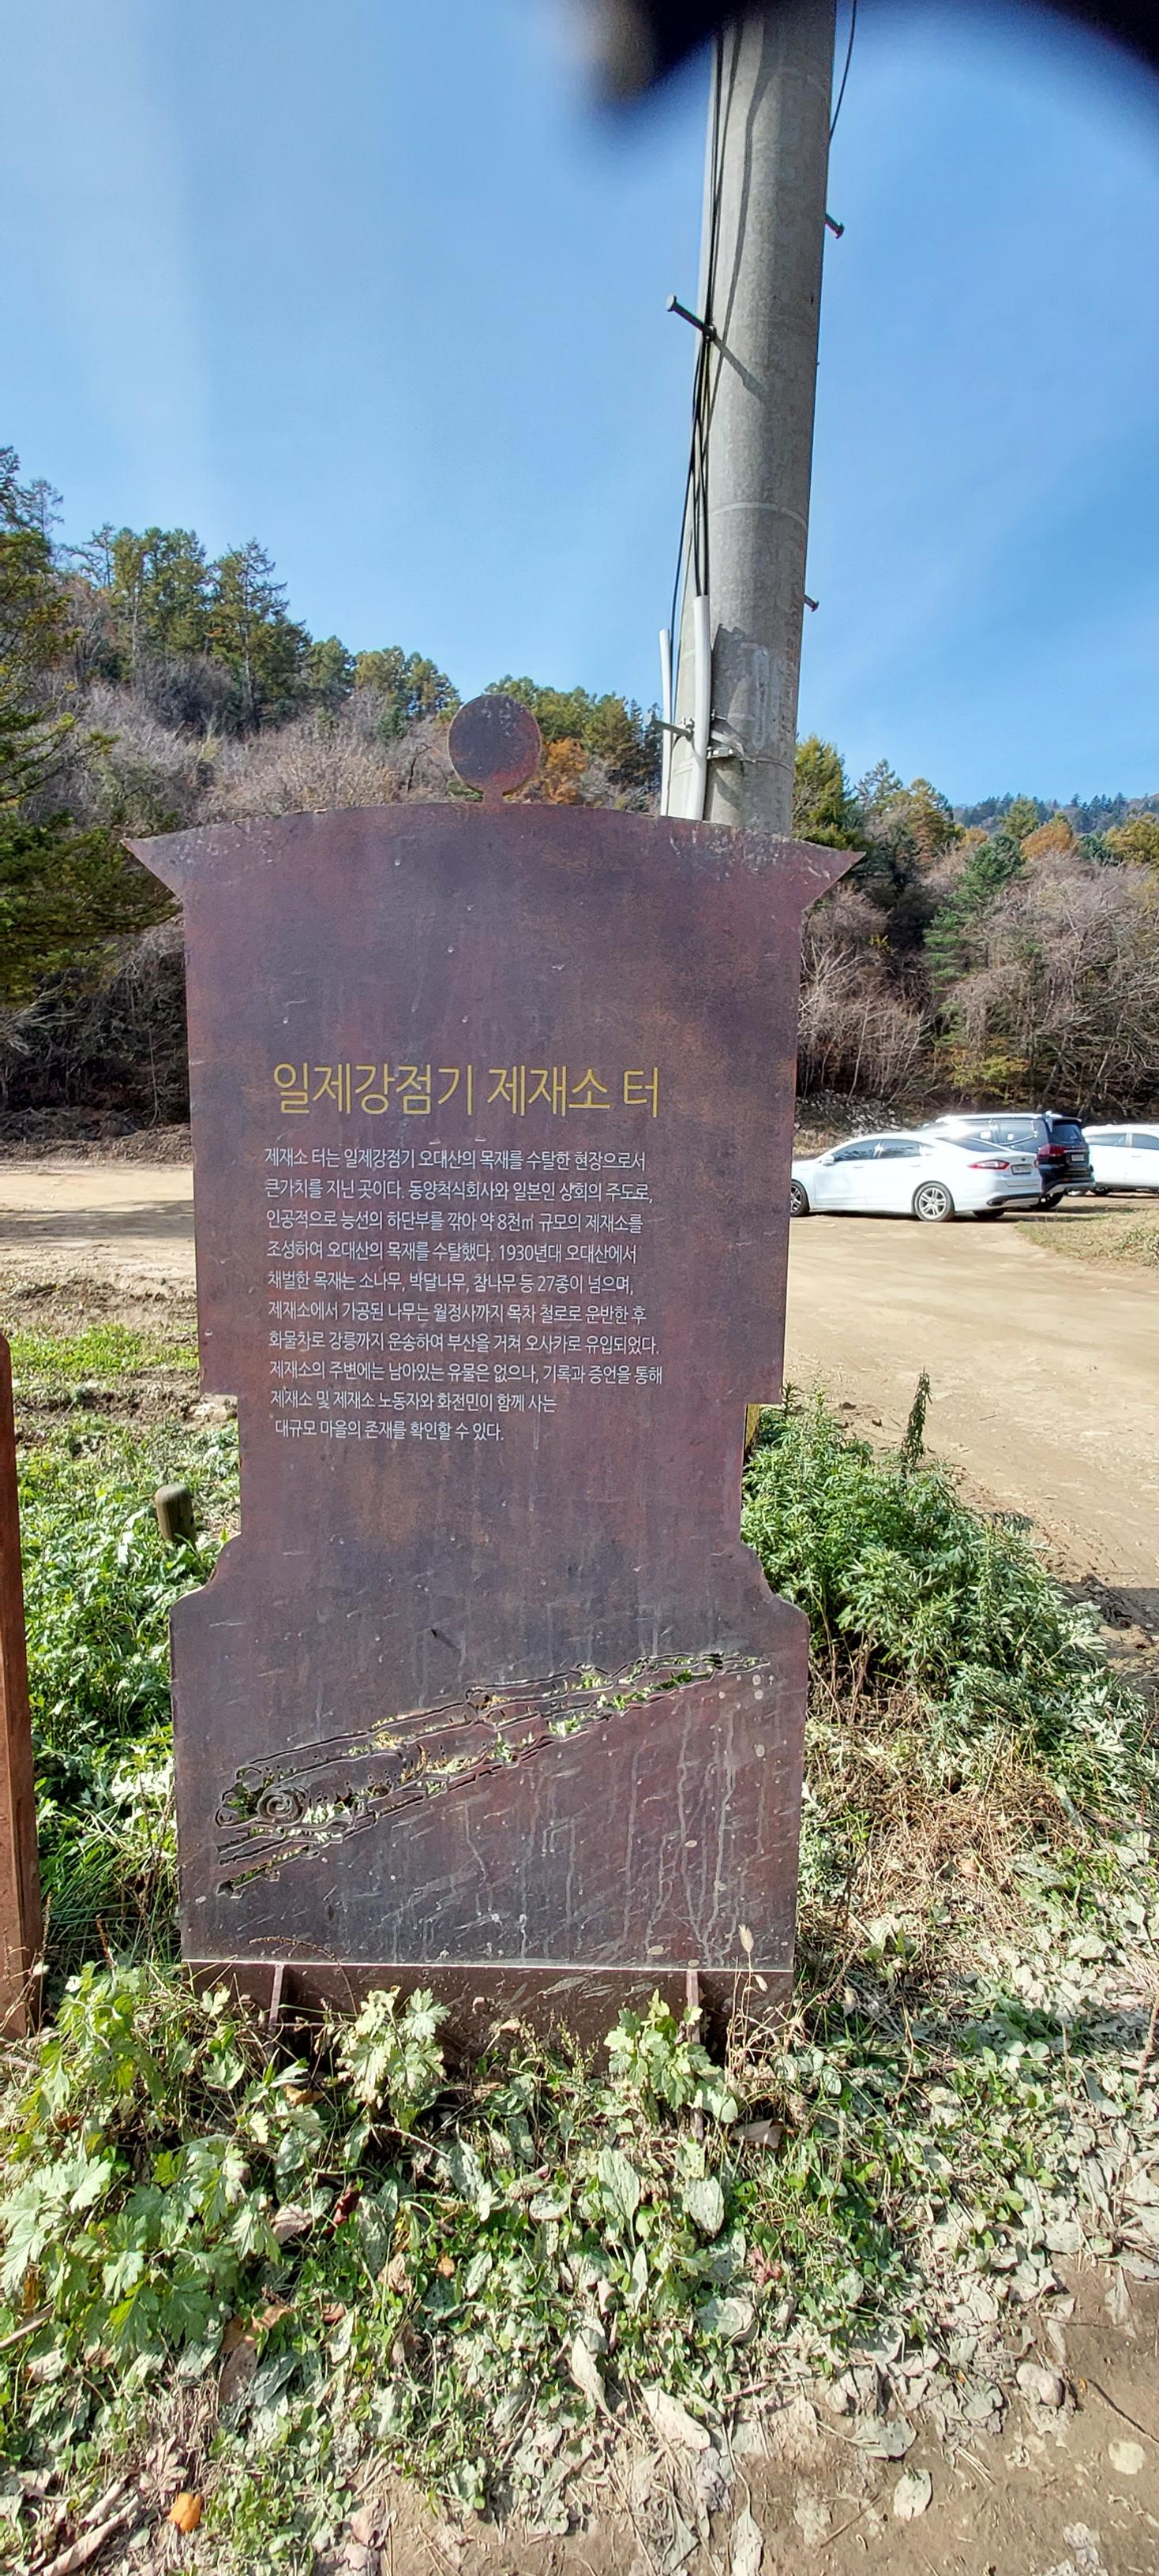 일제강점기 제재소 터
제재소 터는 일제강점기 오대산의 목재를 수탈한 현장으로서
큰가치를 지닌 곳이다. 동양척식회사와 일본인 상회의 주도로,
인공적으로 능선의 하단부를 깎아 약 8천㎡ 규모의 제재소를
조성하여 오대산의 목재를 수탈했다. 1930년대 오대산에서
채벌한 목재는 소나무, 박달나무, 참나무 등 27종이 넘으며,
제재소에서 가공된 나무는 월정사까지 목차 철로로 운반한 후
화물차로 강릉까지 운송하여 부산을 거쳐 오사카로 유입되었다.
제재소의 주변에는 남아있는 유물은 없으나, 기록과 증언을 통해
제재소 및 제재소 노동자와 화전민이 함께 사는
대규모 마을의 존재를 확인할 수 있다.